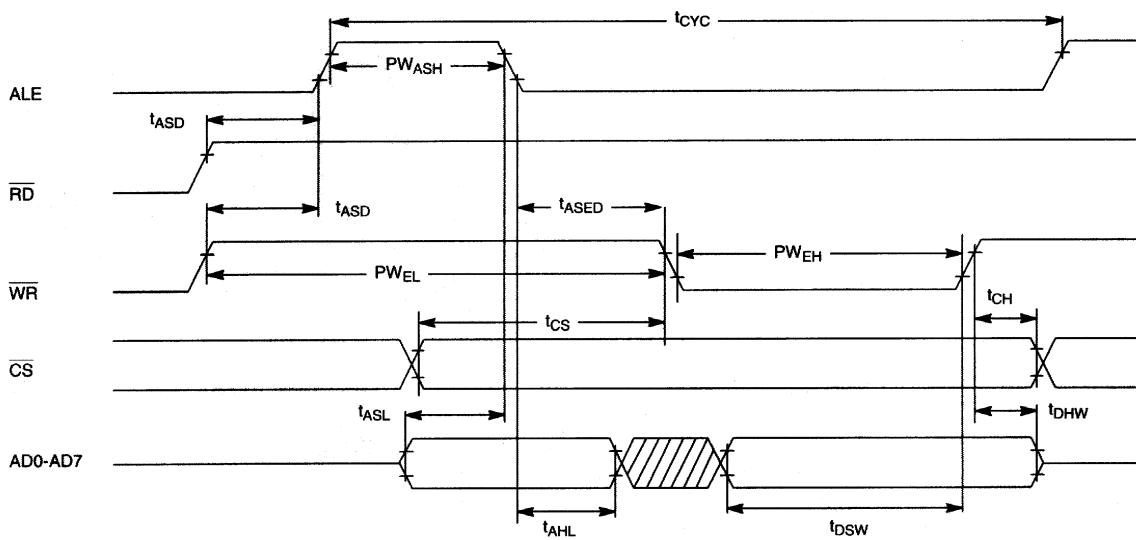 tCYC
PWASH
ALE
tASD
RD
tASD
tASED
PWEH
PWEL
WR
tCH
tCS
CS
tASL
tDHW
AD0-AD7
tAHL
tDSW